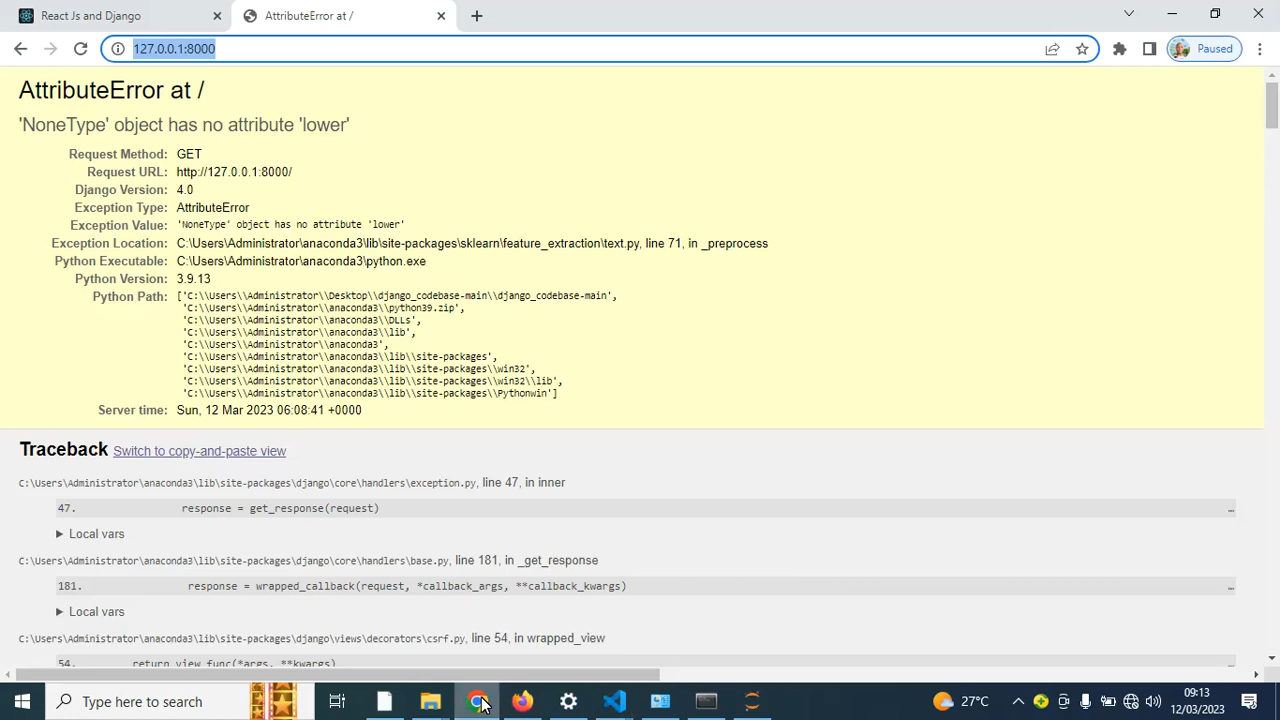 React Js and Django
AttributeError at /
127.0.0.1:8000
Paused
AttributeError at /
'NoneType' object has no attribute 'lower'
Request Method: GET
Request URL: http://127.0.0.1:8000/
Django Version: 4.0
Exception Type: AttributeError
Exception Value: 'NoneType' object has no attribute 'lower'
Exception Location: C:\Users\Administrator\anaconda3\lib\site-packages\sklearn\feature_extraction\text.py, line 71, in _preprocess
Python Executable: C:\Users\Administrator\anaconda3\python.exe
Python Version: 3.9.13
Python Path: ['C:\\Users\\Administrator\\Desktop\\django_codebase-main\\django_codebase-main',
'C:\\Users\\Administrator\\anaconda3\\python39.zip',
'C:\\Users\\Administrator\\anaconda3\\DLLs',
'C:\\Users\\Administrator\\anaconda3\\lib',
'C:\\Users\\Administrator\\anaconda3',
'C:\\Users\\Administrator\\anaconda3\\lib\\site-packages',
'C:\\Users\\Administrator\\anaconda3\\lib\\site-packages\\win32',
'C:\\Users\\Administrator\\anaconda3\\lib\\site-packages\\win32\\lib',
'C:\\Users\\Administrator\\anaconda3\\lib\\site-packages\\Pythonwin']
Server time: Sun, 12 Mar 2023 06:08:41 +0000
Traceback Switch to copy-and-paste view
C:\Users\Administrator\anaconda3\lib\site-packages\django\core\handlers\exception.py, line 47, in inner
47. response = get_response(request) …
Local vars
C:\Users\Administrator\anaconda3\lib\site-packages\django\core\handlers\base.py, line 181, in _get_response
181. response = wrapped_callback(request, *callback_args, **callback_kwargs) …
Local vars
C:\Users\Administrator\anaconda3\lib\site-packages\django\views\decorators\csrf.py, line 54, in wrapped_view
54. return view_func(*args, **kwargs)
Type here to search
27°C
09:13
12/03/2023